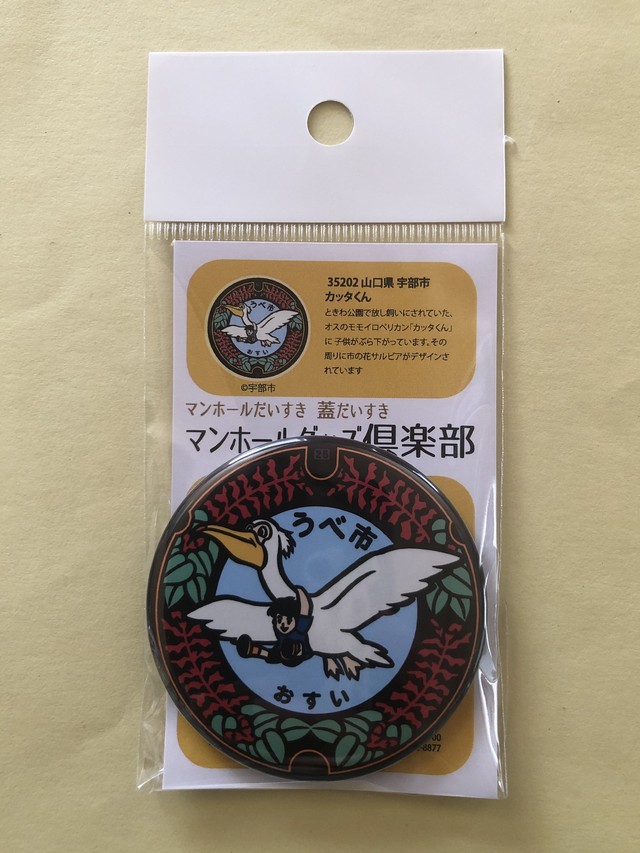 35202 山口県 宇部市
カッタくん
ときわ公園で放し飼いにされていた、
オスのモモイロペリカン「カッタくん」
に 子供がぶら下がっています。その
周りに市の花サルビアがデザインさ
れています
うべ市
おすい
©宇部市
マンホールだいすき 蓋だいすき
マンホールグッズ倶楽部
うべ市
おすい
00
8877